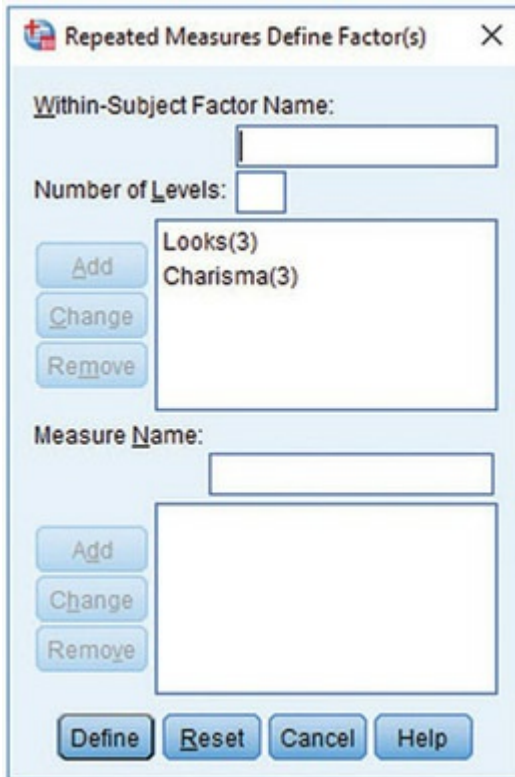 Repeated Measures Define Factor(s)
Within-Subject Factor Name:
Number of Levels:
Looks(3)
Charisma(3)
Add
Change
Remove
Measure Name:
Add
Change
Remove
Define Reset Cancel Help